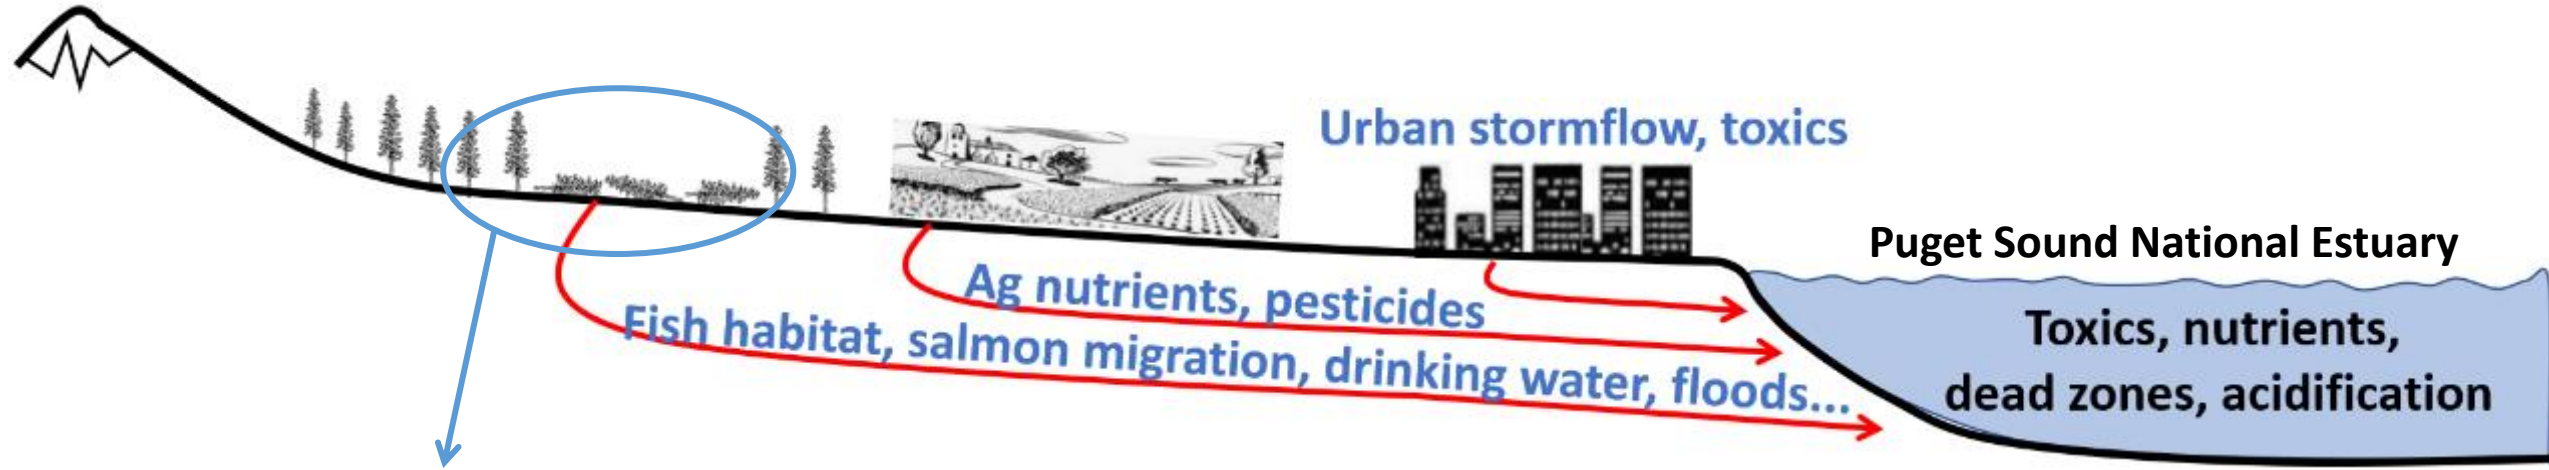 Urban stormflow, toxics
Puget Sound National Estuary
Ag nutrients, pesticides
Fish habitat, salmon migration, drinking water, floods...
Toxics, nutrients,
dead zones, acidification